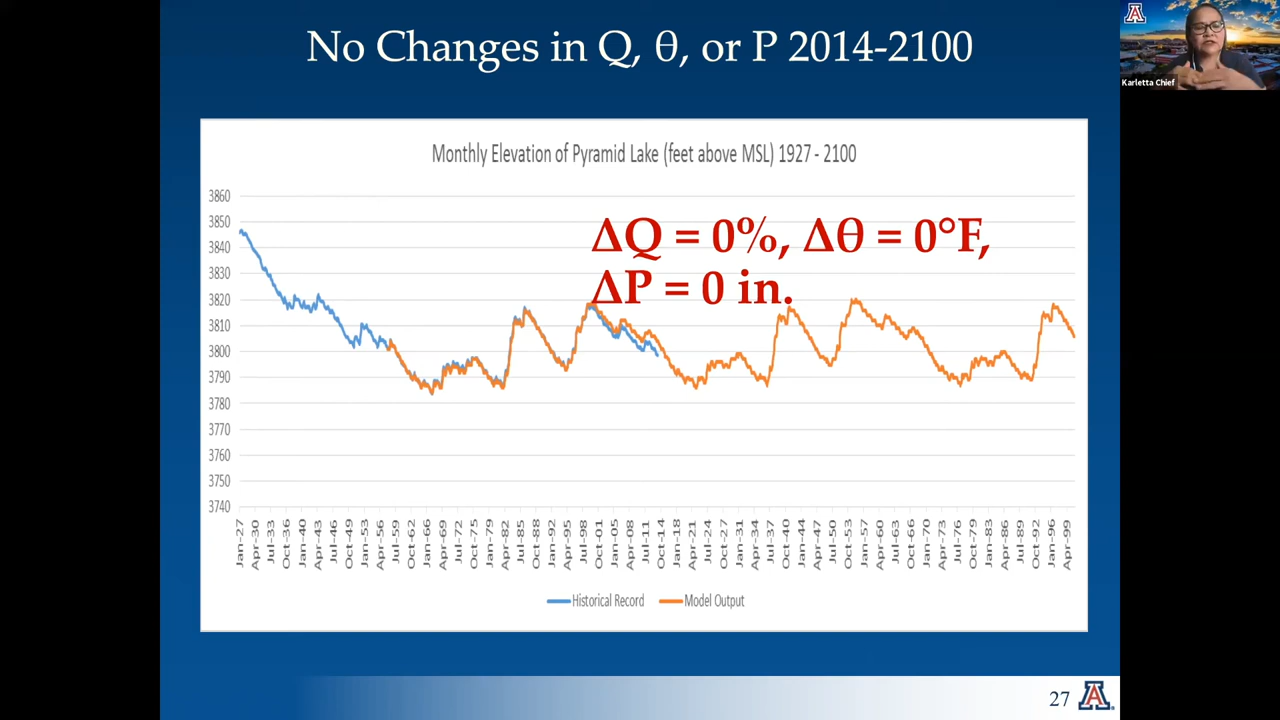 No Changes in Q, θ, or P 2014-2100
Karletta Chief
Monthly Elevation of Pyramid Lake (feet above MSL) 1927 - 2100
ΔQ = 0%, Δθ = 0°F,
ΔP = 0 in.
3860
3850
3840
3830
3820
3810
3800
3790
3780
3770
3760
3750
3740
Jan-27
Apr-30
Jul-33
Oct-36
Jan-40
Apr-43
Jul-46
Oct-49
Jan-53
Apr-56
Jul-59
Oct-62
Jan-66
Apr-69
Jul-72
Oct-75
Jan-79
Apr-82
Jul-85
Oct-88
Jan-92
Apr-95
Jul-98
Oct-01
Jan-05
Apr-08
Jul-11
Oct-14
Jan-18
Apr-21
Jul-24
Oct-27
Jan-31
Apr-34
Jul-37
Oct-40
Jan-44
Apr-47
Jul-50
Oct-53
Jan-57
Apr-60
Jul-63
Oct-66
Jan-70
Apr-73
Jul-76
Oct-79
Jan-83
Apr-86
Jul-89
Oct-92
Jan-96
Apr-99
Historical Record
Model Output
27
A
A